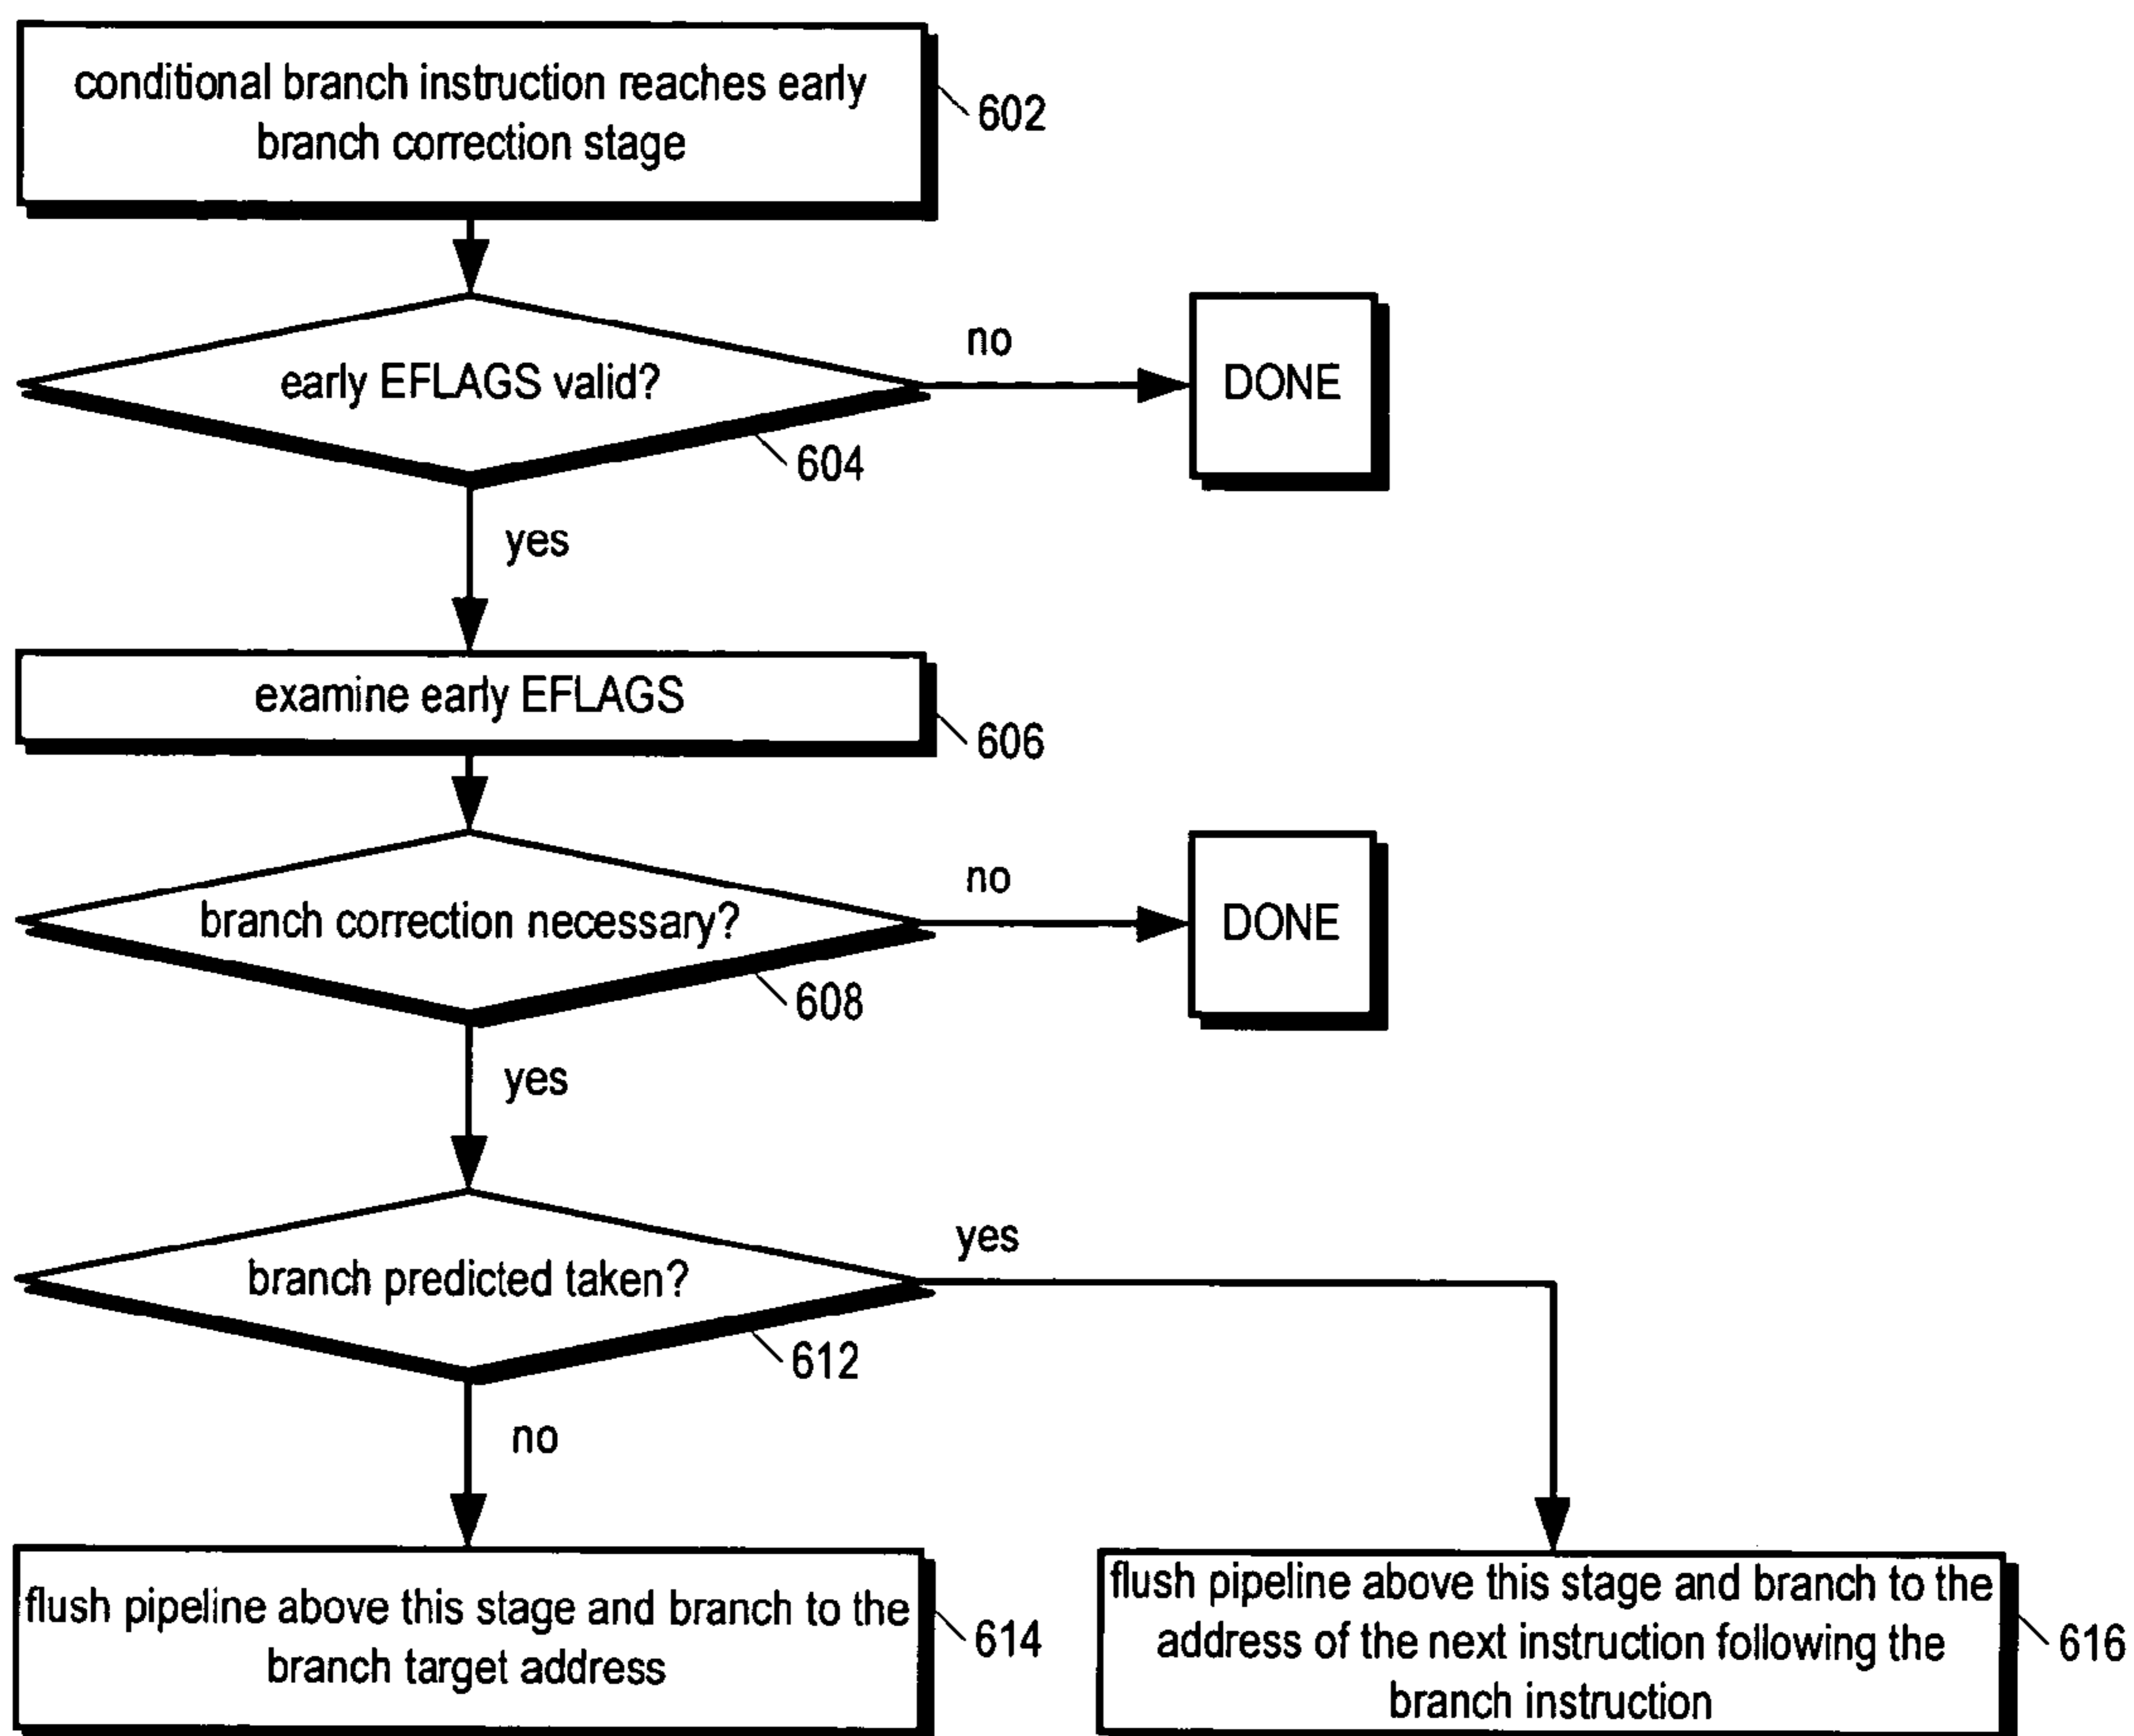 conditional branch instruction reaches early
branch correction stage
602
early EFLAGS valid?
no
DONE
604
yes
examine early EFLAGS
606
branch correction necessary?
no
DONE
608
yes
branch predicted taken?
yes
612
no
flush pipeline above this stage and branch to the
branch target address
614
flush pipeline above this stage and branch to the
address of the next instruction following the
branch instruction
616